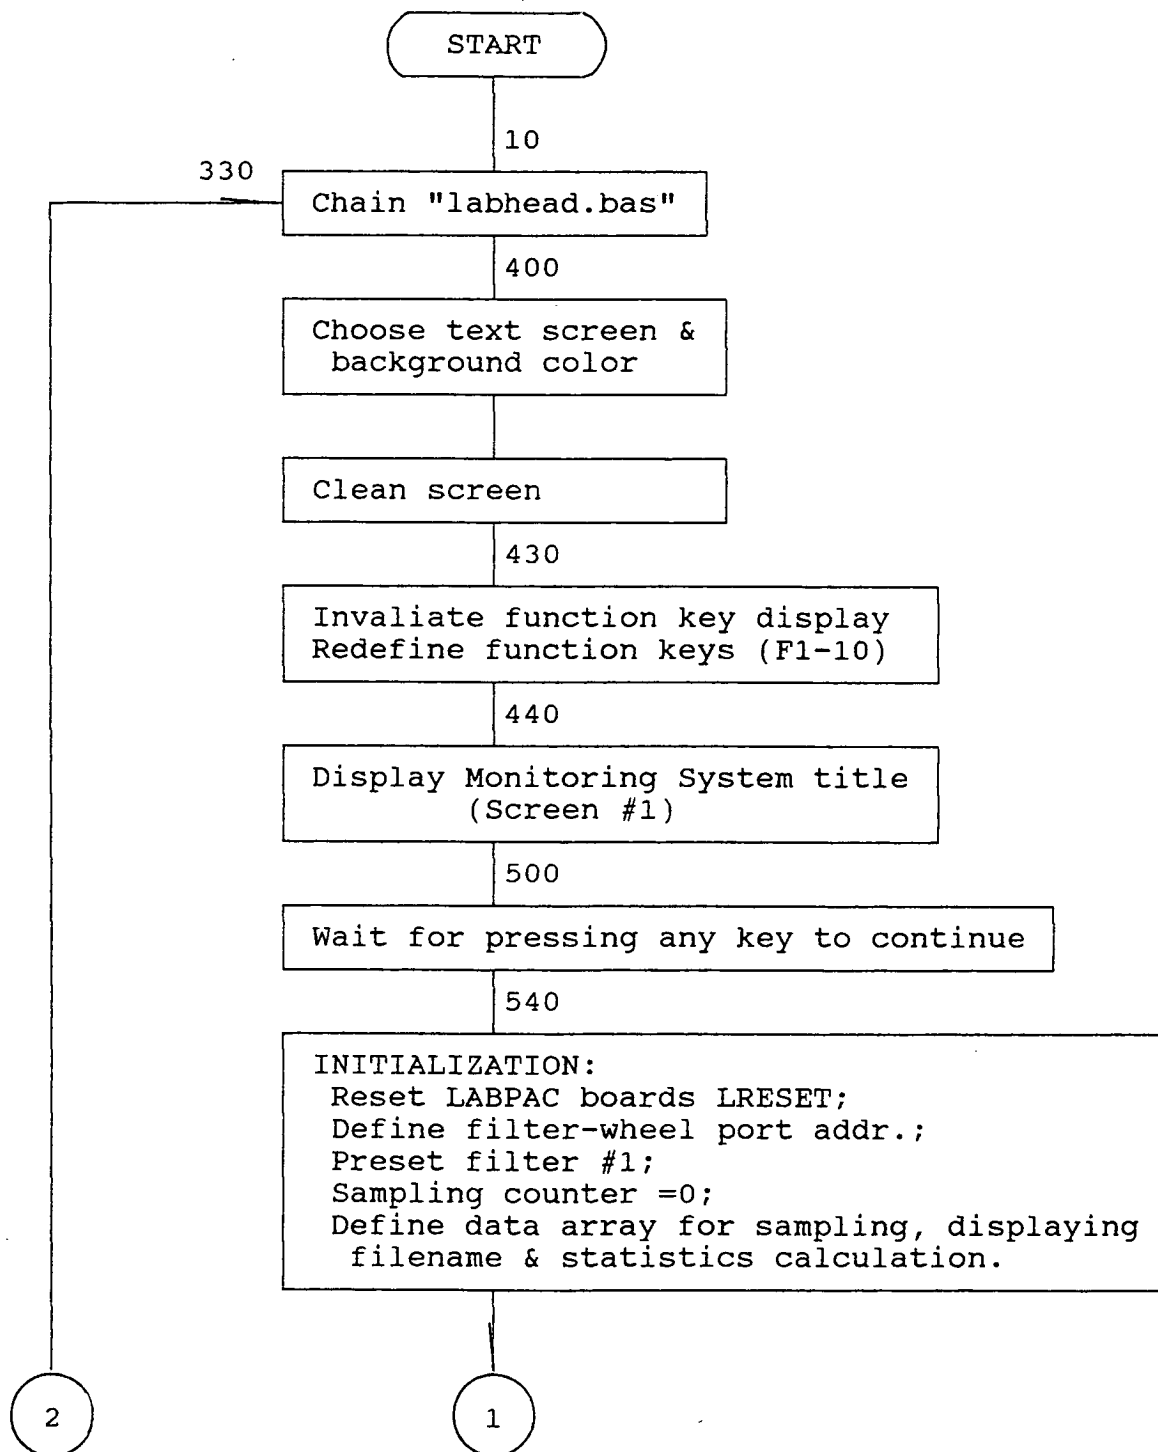 START
10
330
Chain "labhead.bas"
400
Choose text screen &
background color
Clean screen
430
Invaliate function key display
Redefine function keys (F1-10)
440
Display Monitoring System title
(Screen #1)
500
Wait for pressing any key to continue
540
INITIALIZATION:
Reset LABPAC boards LRESET;
Define filter-wheel port addr.;
Preset filter #1;
Sampling counter =0;
Define data array for sampling, displaying
filename & statistics calculation.
2
1